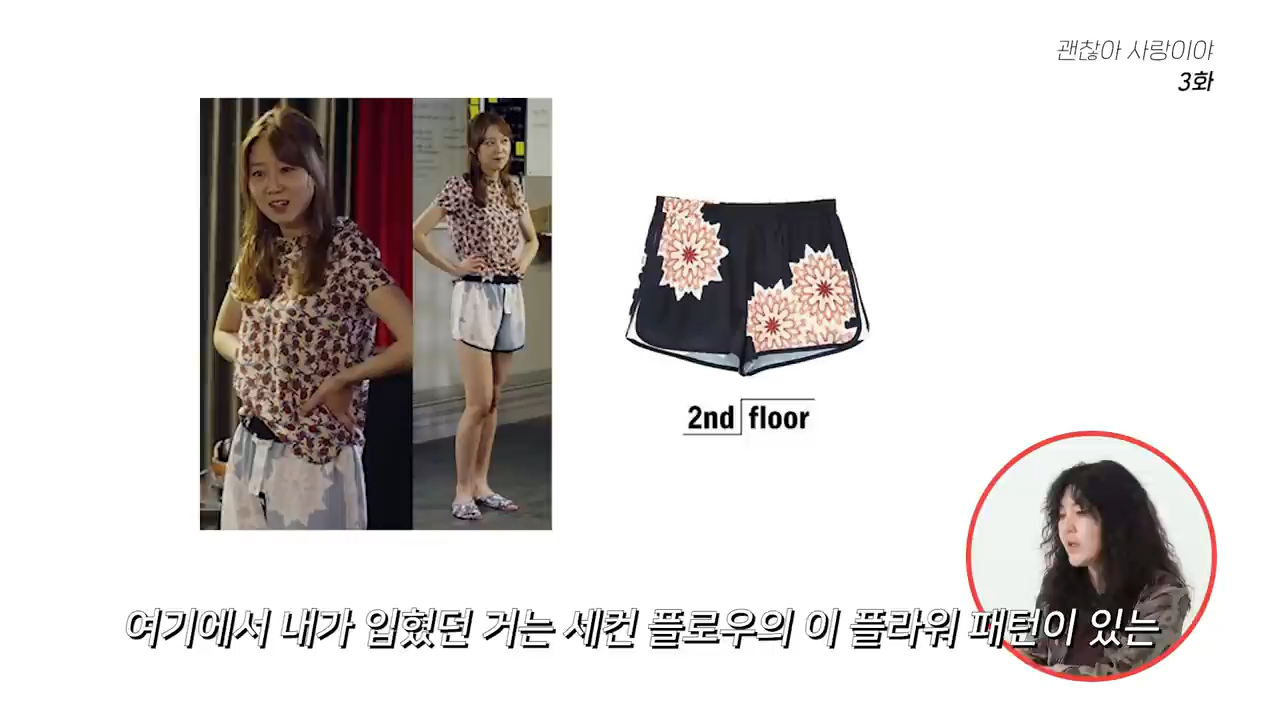 괜찮아 사랑이야
3화
2nd floor
여기에서 내가 입혔던 거는 세컨 플로우의 이 플라워 패턴이 있는